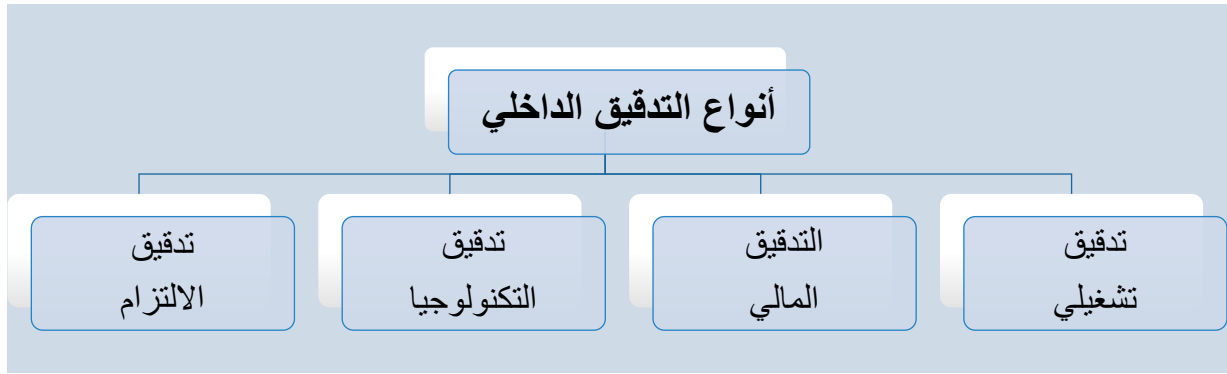 أنواع التدقيق الداخلي
تدقيق
تشغيلي
التدقيق
المالي
تدقيق
التكنولوجيا
تدقيق
الالتزام